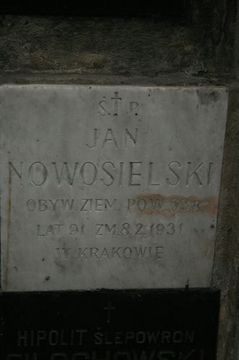 Ś†P.
JAN
NOWOSIELSKI
OBYW. ZIEM. POW.
LAT 91 ZM. 8.2.1931
W KRAKOWIE
HIPOLIT ŚLEPOWRON